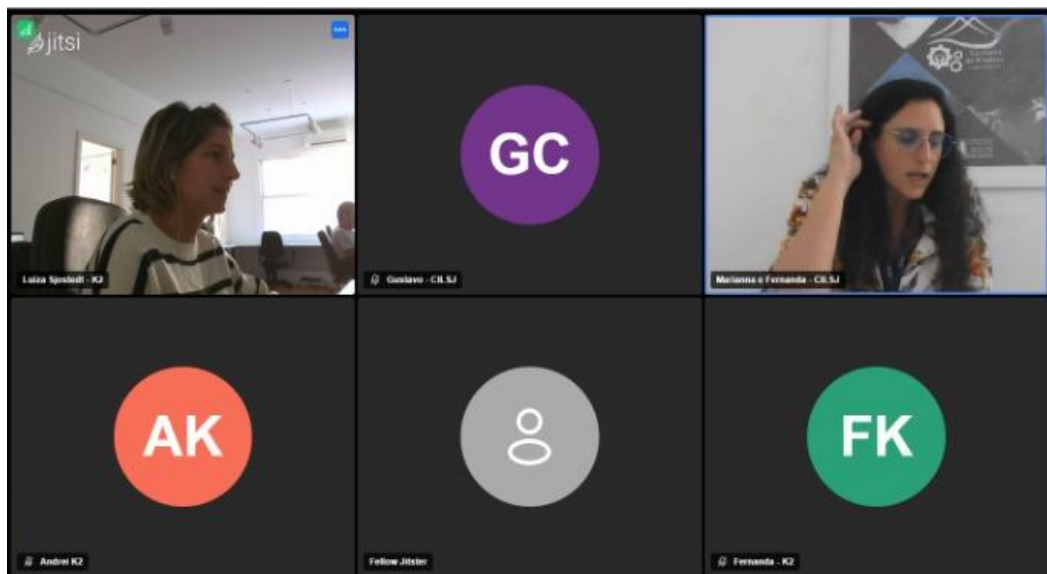 jitsi
GC
Luiza Sjostedt - K2
Gustavo - CILSJ
Marianna e Fernanda - CILSJ
AK
FK
Andrei K2
Fellow Jitster
Fernanda - K2